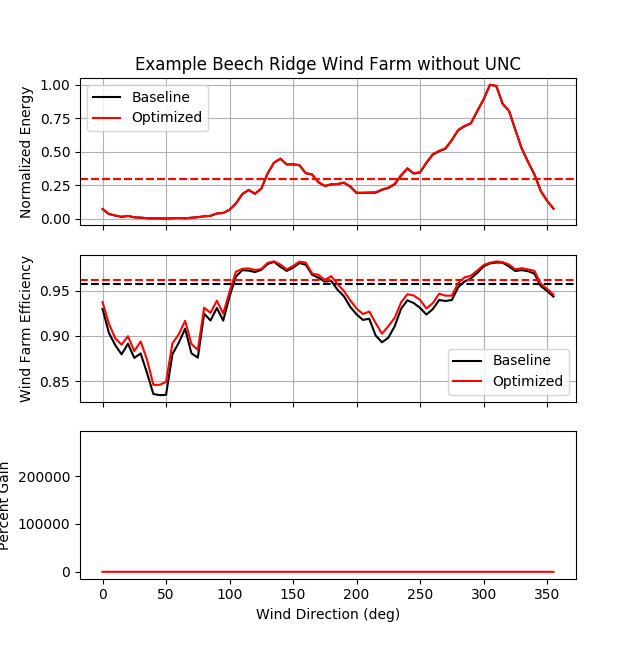 Example Beech Ridge Wind Farm without UNC
Normalized Energy
1.00
0.75
0.50
0.25
0.00
Baseline
Optimized
Wind Farm Efficiency
0.95
0.90
0.85
Baseline
Optimized
Percent Gain
200000
100000
0
0 50 100 150 200 250 300 350
Wind Direction (deg)